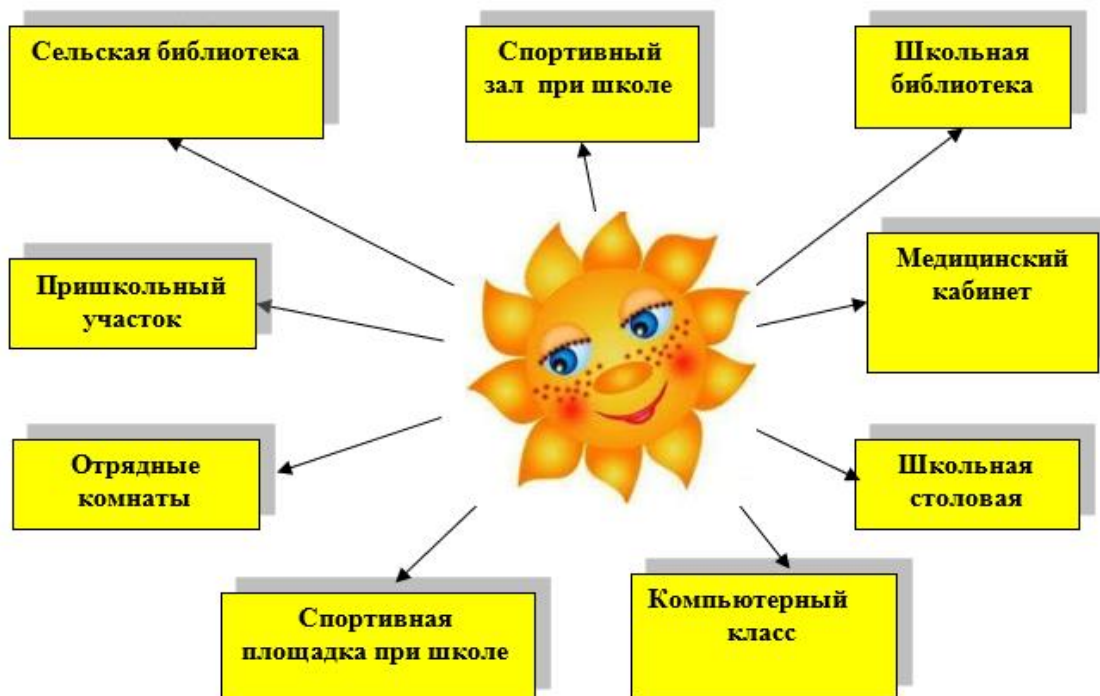 Сельская библиотека
Спортивный
зал при школе
Школьная
библиотека
Пришкольный
участок
Медицинский
кабинет
Отрядные
комнаты
Школьная
столовая
Спортивная
площадка при школе
Компьютерный
класс